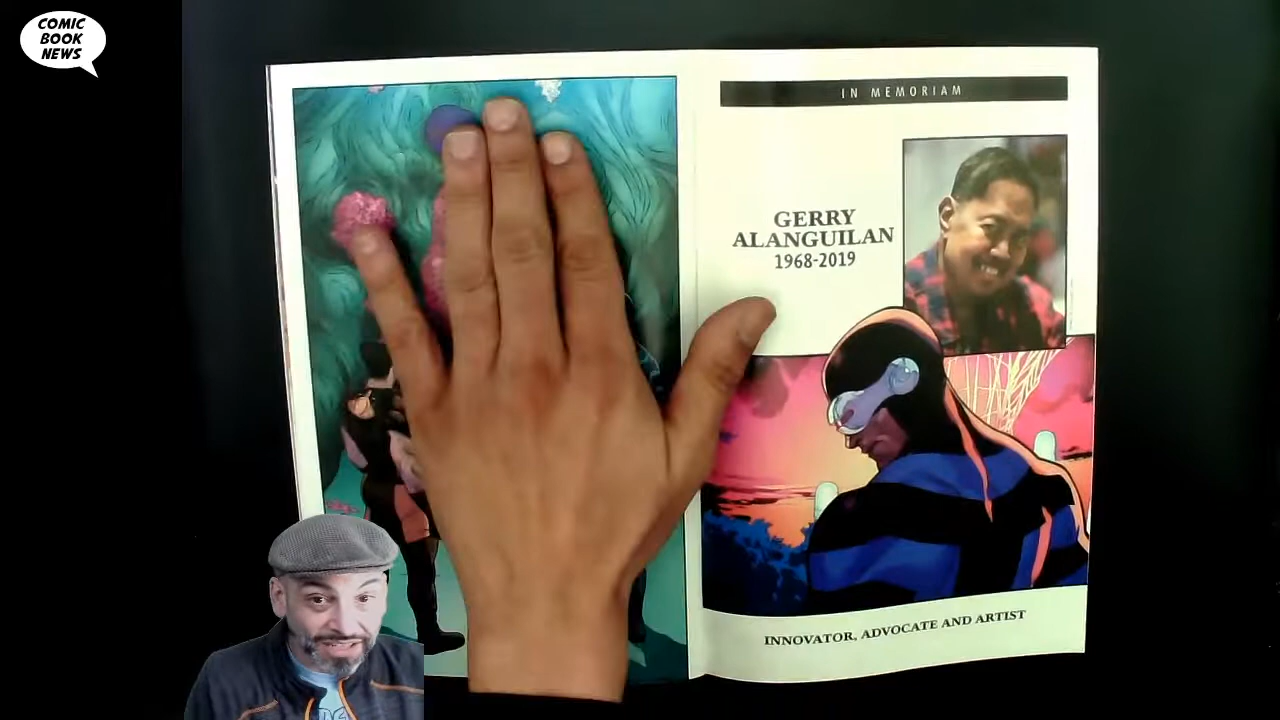 COMIC
BOOK
NEWS
IN MEMORIAM
GERRY
ALANGUILAN
1968-2019
INNOVATOR, ADVOCATE AND ARTIST